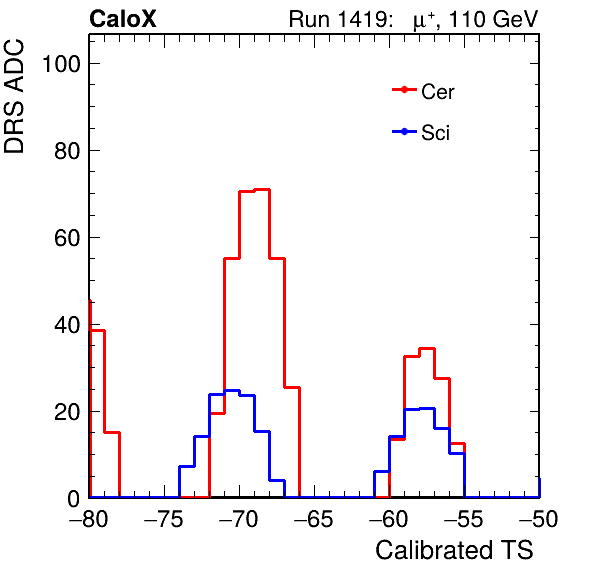 CaloX Run 1419: μ⁺, 110 GeV
DRS ADC
100
80
60
40
20
0
Cer
Sci
−80 −75 −70 −65 −60 −55 −50
Calibrated TS